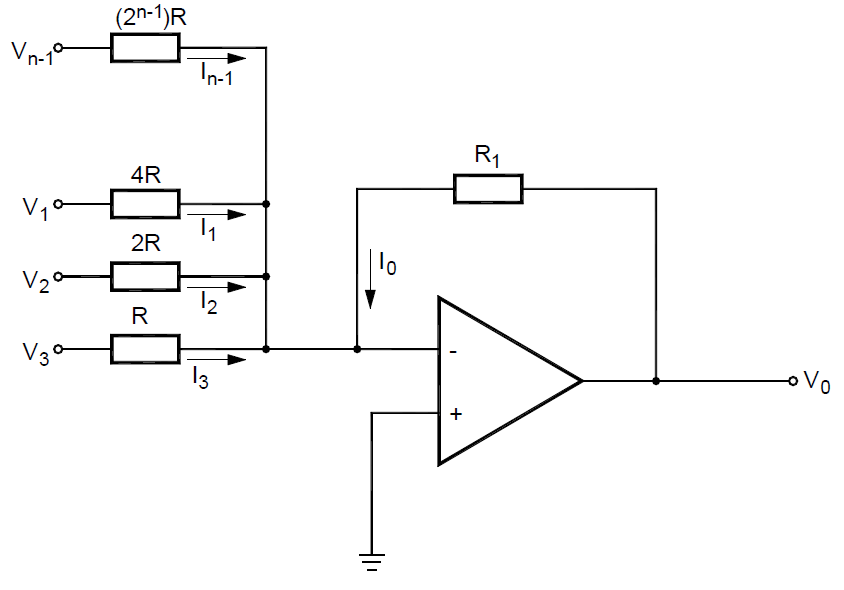 (2ⁿ⁻¹)R
Vₙ₋₁
Iₙ₋₁
R₁
4R
V₁
I₁
2R
V₂
I₂
I₀
R
V₃
I₃
-
+
V₀